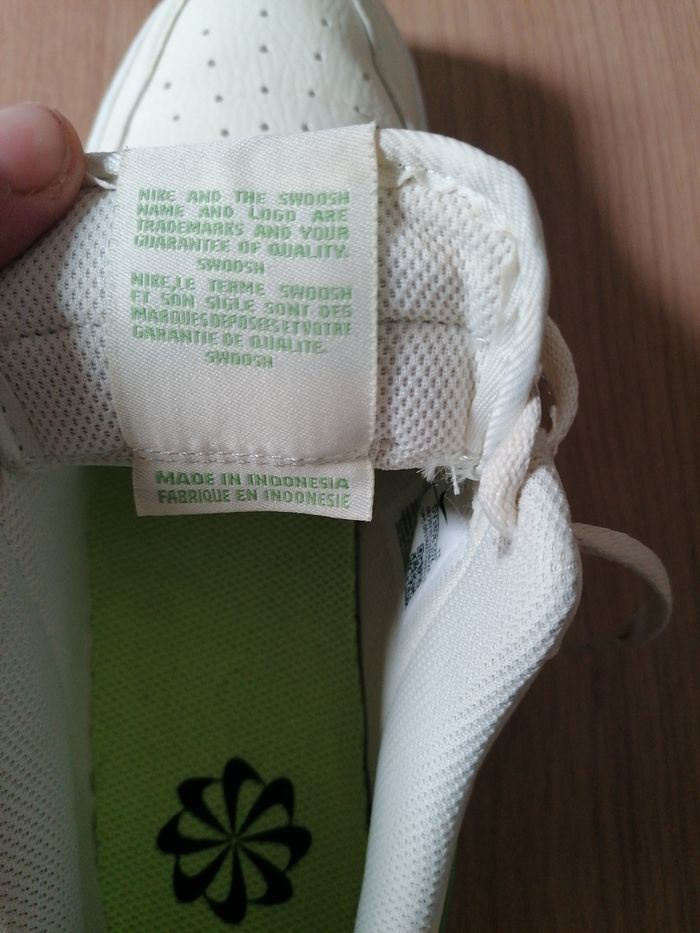 NIKE AND THE SWOOSH
NAME AND LOGO ARE
TRADEMARKS AND YOUR
GUARANTEE OF QUALITY.
SWOOSH
NIKE,LE TERME SWOOSH
ET SON SIGLE SONT DES
MARQUES DEPOSEES ET VOTRE
GARANTIE DE QUALITE.
SWOOSH
MADE IN INDONESIA
FABRIQUE EN INDONESIE